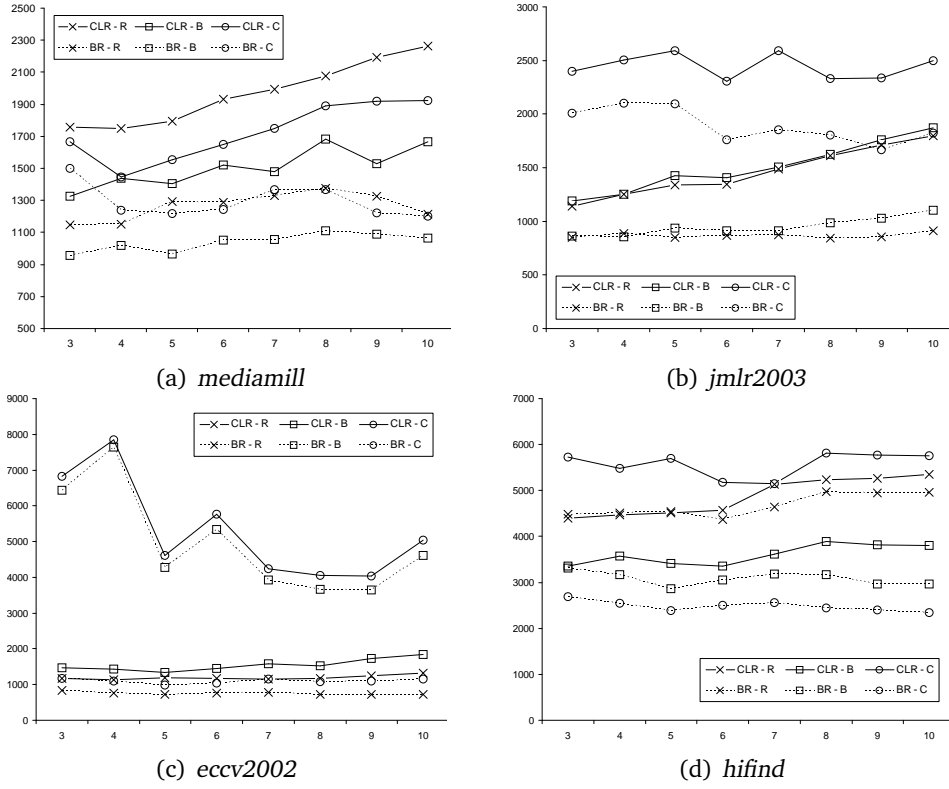 2500
2300
2100
1900
1700
1500
1300
1100
900
700
500
CLR - R CLR - B CLR - C
BR - R BR - B BR - C
3 4 5 6 7 8 9 10
(a) mediamill
3000
2500
2000
1500
1000
500
0
CLR - R CLR - B CLR - C
BR - R BR - B BR - C
3 4 5 6 7 8 9 10
(b) jmlr2003
9000
8000
7000
6000
5000
4000
3000
2000
1000
0
CLR - R CLR - B CLR - C
BR - R BR - B BR - C
3 4 5 6 7 8 9 10
(c) eccv2002
7000
6000
5000
4000
3000
2000
1000
0
CLR - R CLR - B CLR - C
BR - R BR - B BR - C
3 4 5 6 7 8 9 10
(d) hifind